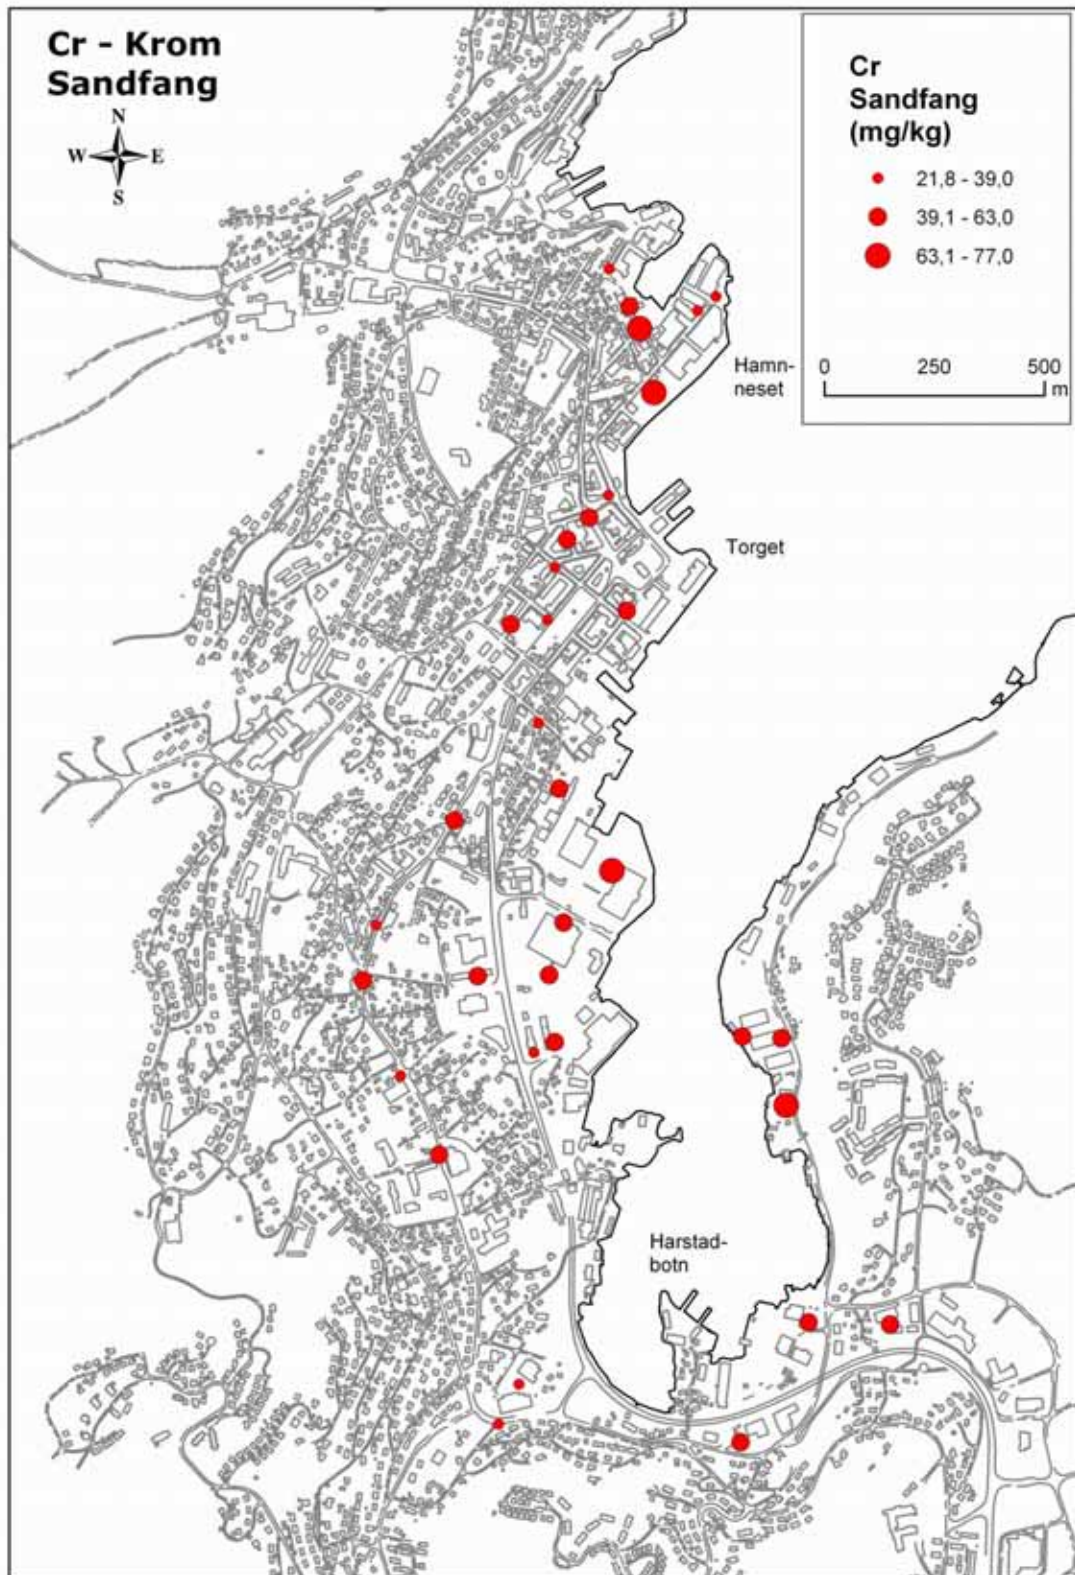 Cr - Krom
Sandfang
N
W E
S
Cr
Sandfang
(mg/kg)
21,8 - 39,0
39,1 - 63,0
63,1 - 77,0
0 250 500
m
Hamn-
neset
Torget
Harstad-
botn